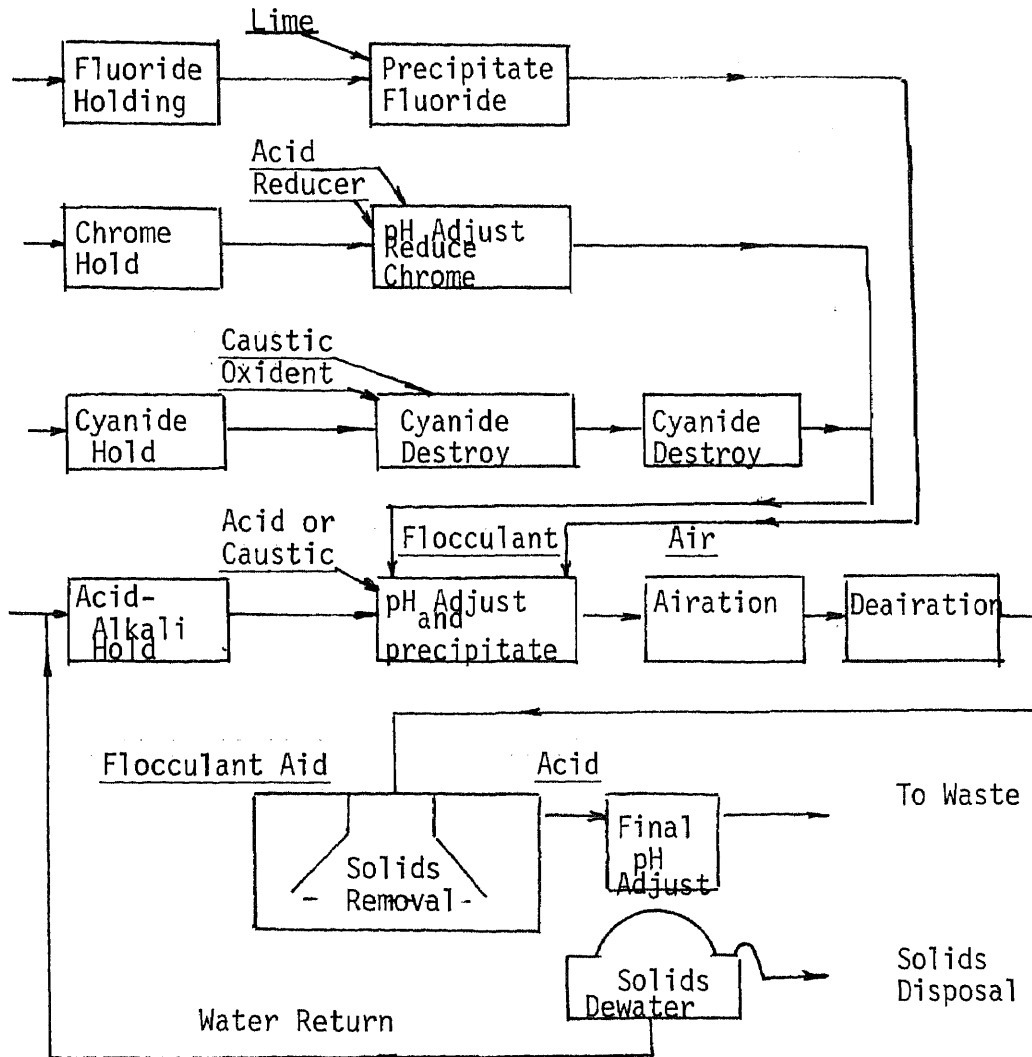 Lime
Fluoride
Holding
Precipitate
Fluoride
Acid
Reducer
Chrome
Hold
pH Adjust
Reduce
Chrome
Caustic
Oxident
Cyanide
Hold
Cyanide
Destroy
Cyanide
Destroy
Acid or
Caustic
Flocculant
Air
Acid-
Alkali
Hold
pH Adjust
and
precipitate
Airation
Deairation
Flocculant Aid
Acid
To Waste
Solids
Removal
Final
pH
Adjust
Solids
Dewater
Solids
Disposal
Water Return